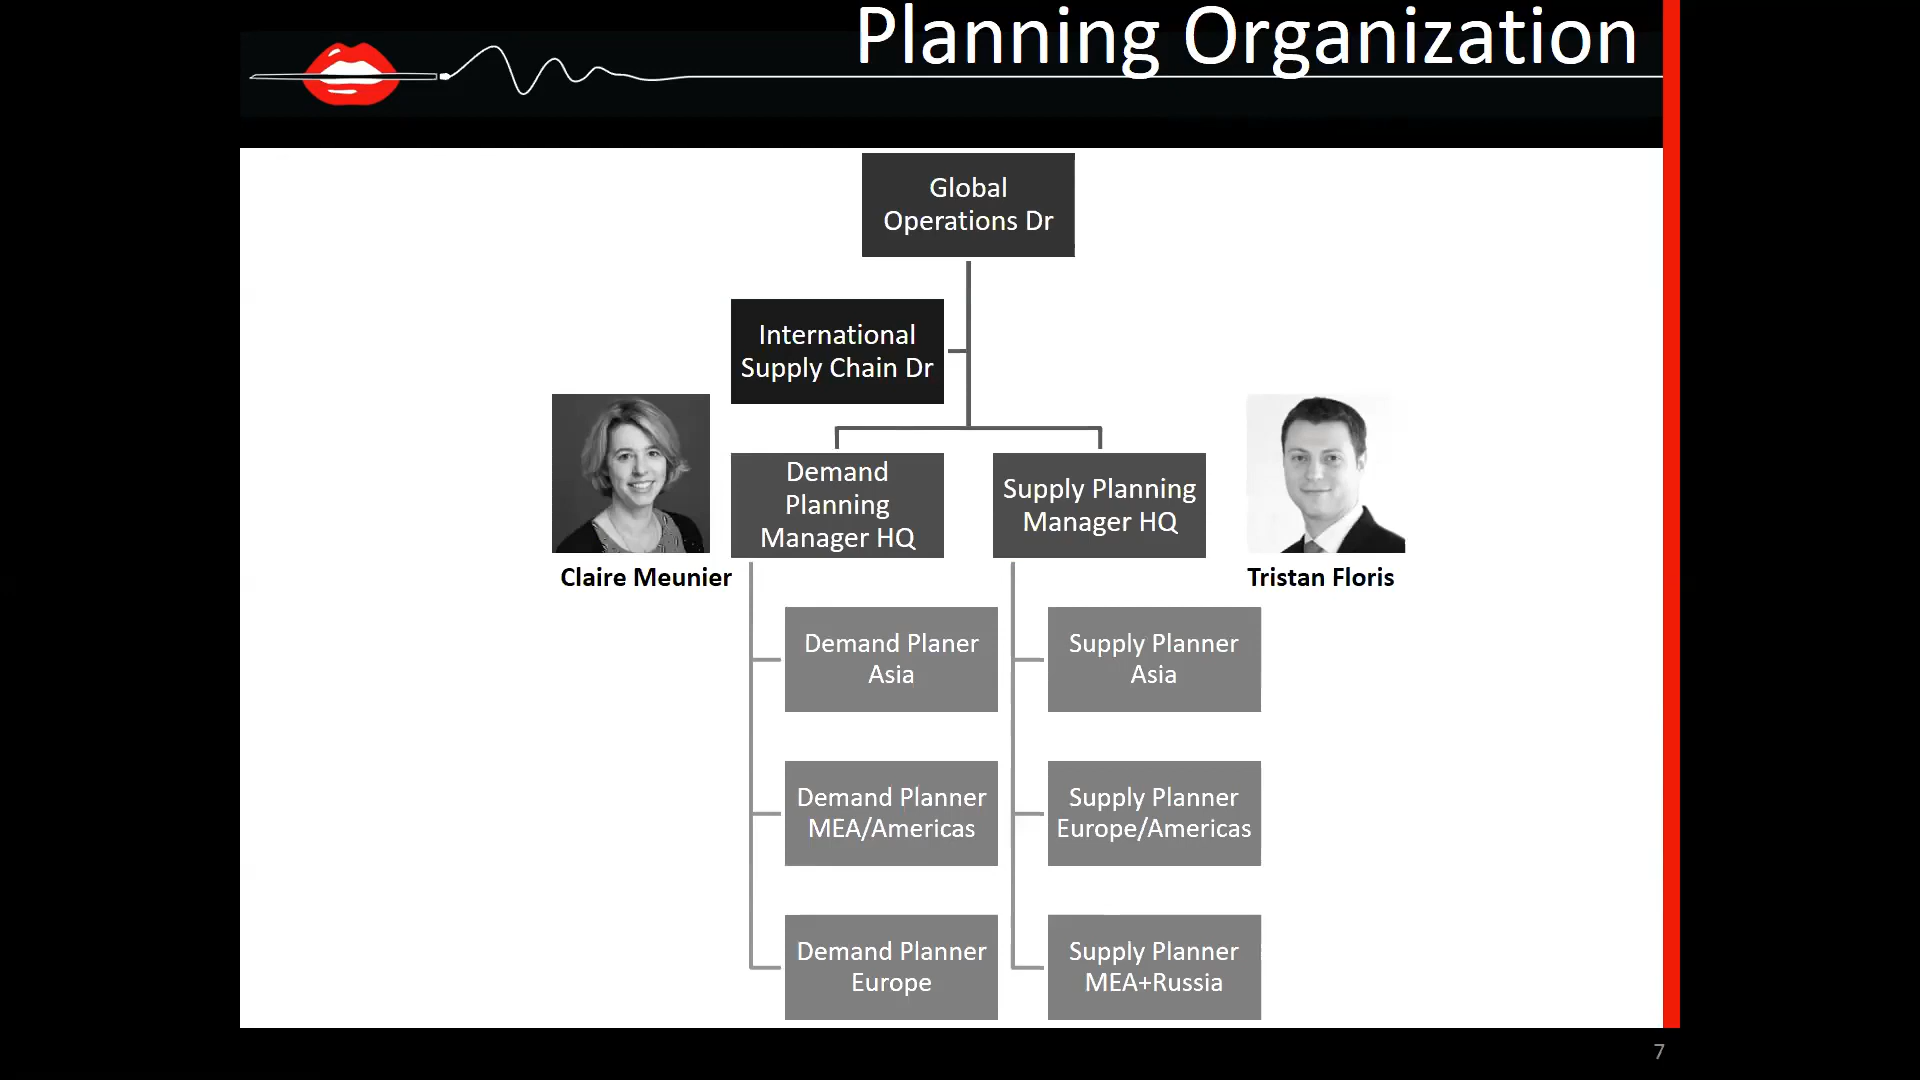 Planning Organization
Global
Operations Dr
International
Supply Chain Dr
Demand
Planning
Manager HQ
Supply Planning
Manager HQ
Claire Meunier
Tristan Floris
Demand Planer
Asia
Supply Planner
Asia
Demand Planner
MEA/Americas
Supply Planner
Europe/Americas
Demand Planner
Europe
Supply Planner
MEA+Russia
7